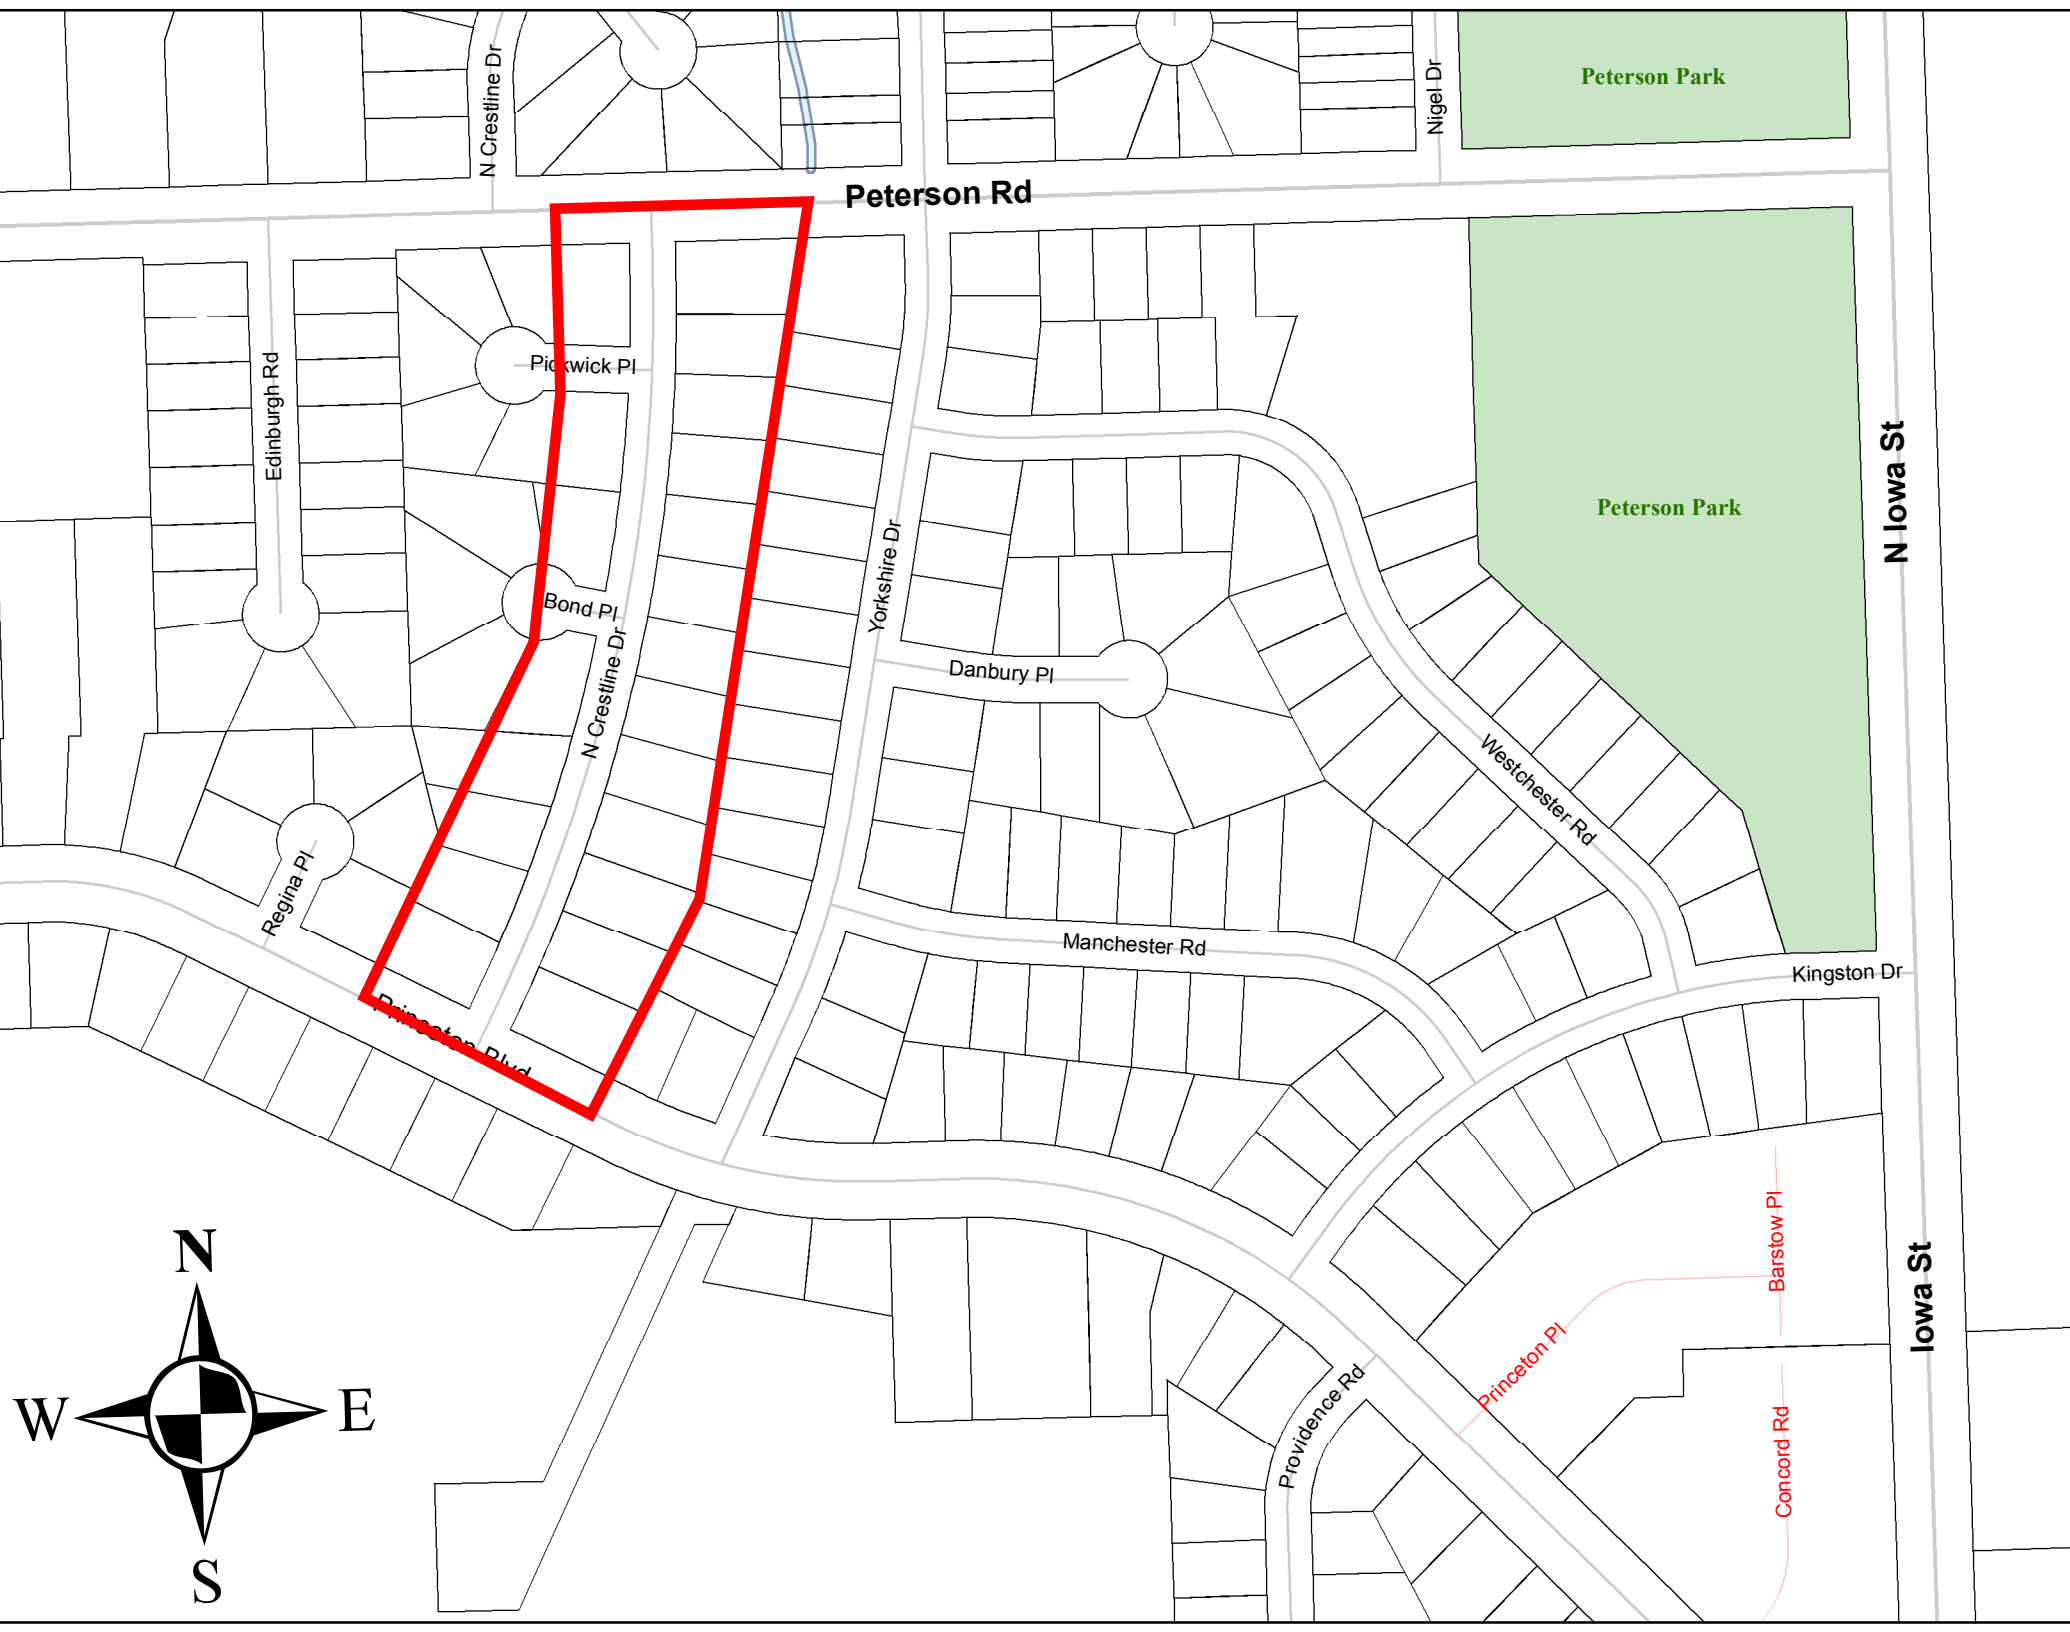 Peterson Park
N Crestline Dr
Nigel Dr
Peterson Rd
Pickwick Pl
Edinburgh Rd
N Iowa St
Peterson Park
Yorkshire Dr
Bond Pl
N Crestline Dr
Danbury Pl
Westchester Rd
Regina Pl
Manchester Rd
Kingston Dr
Princeton Blvd
Barstow Pl
Iowa St
Princeton Pl
Providence Rd
Concord Rd
N
W
E
S